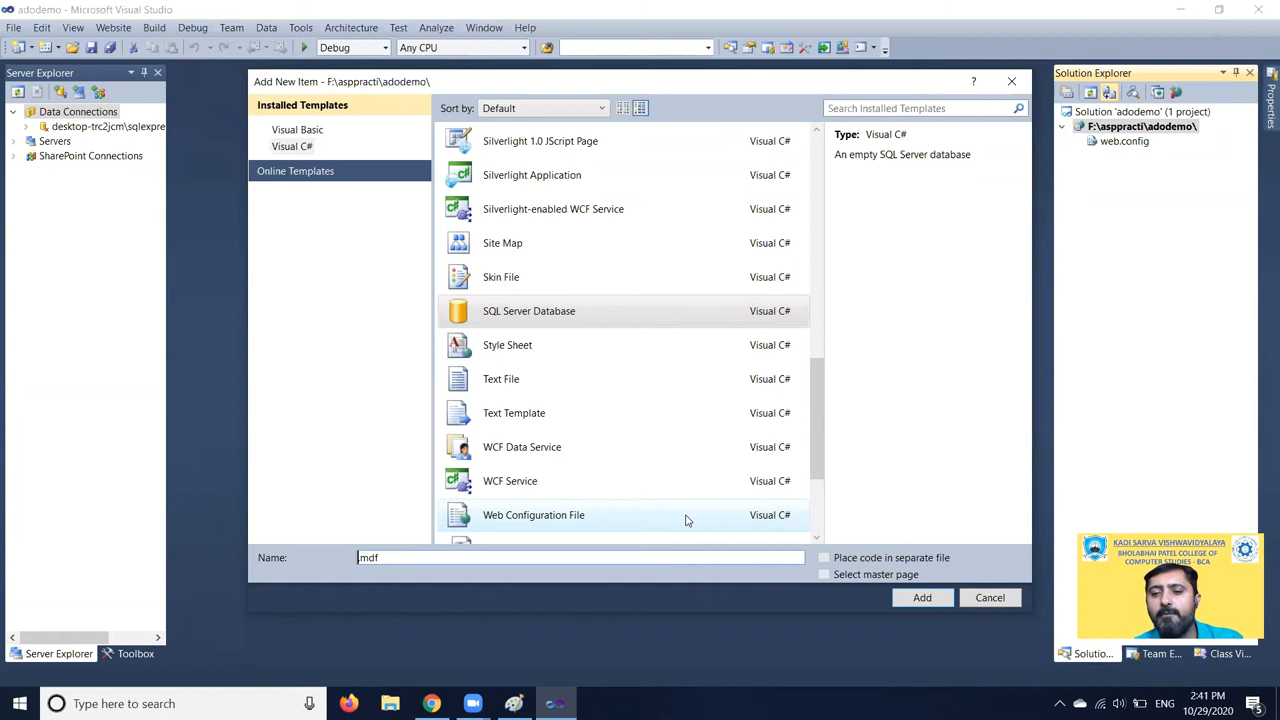 adodemo - Microsoft Visual Studio
File Edit View Website Build Debug Team Data Tools Architecture Test Analyze Window Help
Debug Any CPU
Server Explorer
Data Connections
desktop-trc2jcm\sqlexpre
Servers
SharePoint Connections
Server Explorer Toolbox
Add New Item - F:\asppracti\adodemo\
Installed Templates
Visual Basic
Visual C#
Online Templates
Sort by: Default
Search Installed Templates
Silverlight 1.0 JScript Page Visual C#
Silverlight Application Visual C#
Silverlight-enabled WCF Service Visual C#
Site Map Visual C#
Skin File Visual C#
SQL Server Database Visual C#
Style Sheet Visual C#
Text File Visual C#
Text Template Visual C#
WCF Data Service Visual C#
WCF Service Visual C#
Web Configuration File Visual C#
Type: Visual C#
An empty SQL Server database
Name: .mdf
Place code in separate file
Select master page
Add Cancel
Solution Explorer
Solution 'adodemo' (1 project)
F:\asppracti\adodemo\
web.config
Properties
KADI SARVA VISHWAVIDYALAYA
BHOLABHAI PATEL COLLEGE OF
COMPUTER STUDIES - BCA
Solutio... Team E... Class Vi...
Type here to search
ENG
2:41 PM
10/29/2020
5